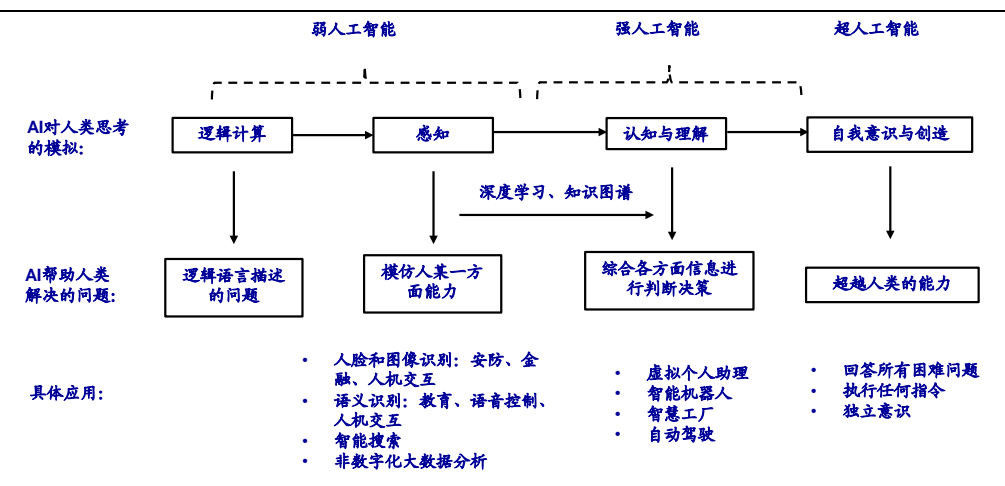 弱人工智能
强人工智能
超人工智能
AI对人类思考
的模拟：
逻辑计算
感知
认知与理解
自我意识与创造
深度学习、知识图谱
AI帮助人类
解决的问题：
逻辑语言描述
的问题
模仿人某一方
面能力
综合各方面信息进
行判断决策
超越人类的能力
具体应用：
• 人脸和图像识别：安防、金
融、人机交互
• 语义识别：教育、语音控制、
人机交互
• 智能搜索
• 非数字化大数据分析
• 虚拟个人助理
• 智能机器人
• 智慧工厂
• 自动驾驶
• 回答所有困难问题
• 执行任何指令
• 独立意识